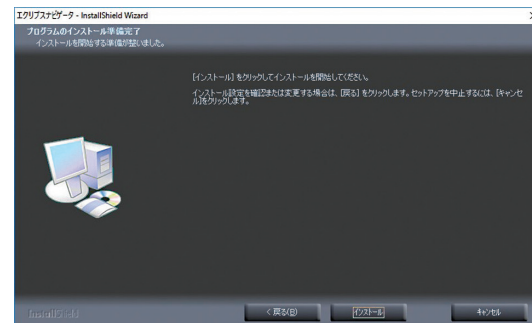 エクリプスナビゲータ - InstallShield Wizard
プログラムのインストール準備完了
インストールを開始する準備が整いました。
[インストール] をクリックしてインストールを開始してください。
インストール設定を確認または変更する場合は、[戻る] をクリックします。セットアップを中止するには、[キャンセ
ル]をクリックします。
InstallShield
< 戻る(B)
インストール
キャンセル